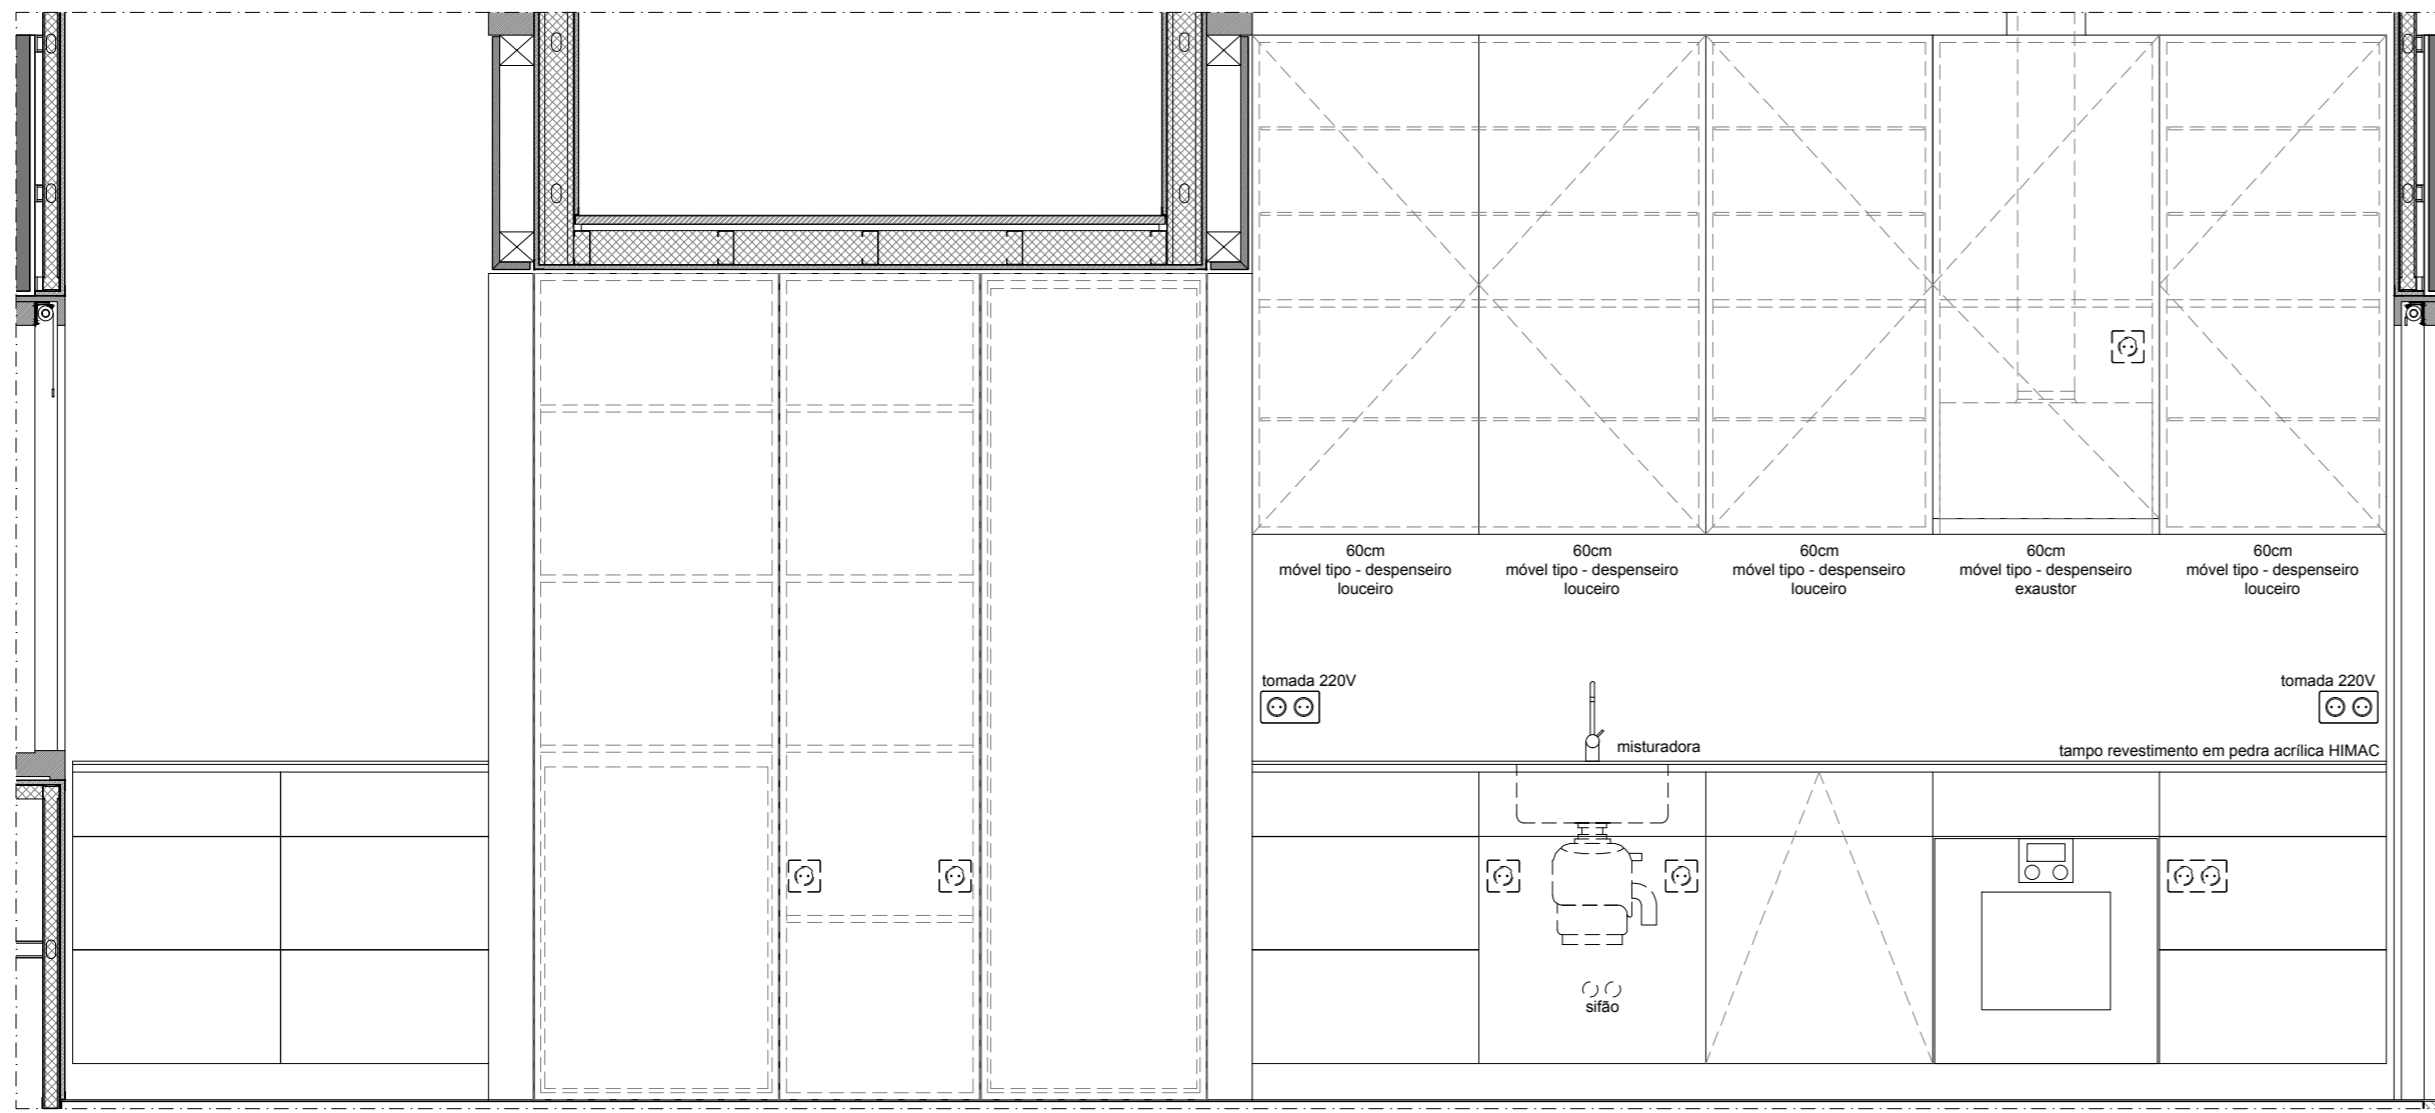 60cm
móvel tipo - despenseiro
louceiro
60cm
móvel tipo - despenseiro
louceiro
60cm
móvel tipo - despenseiro
louceiro
60cm
móvel tipo - despenseiro
exaustor
60cm
móvel tipo - despenseiro
louceiro
tomada 220V
tomada 220V
misturadora
tampo revestimento em pedra acrílica HIMAC
sifão